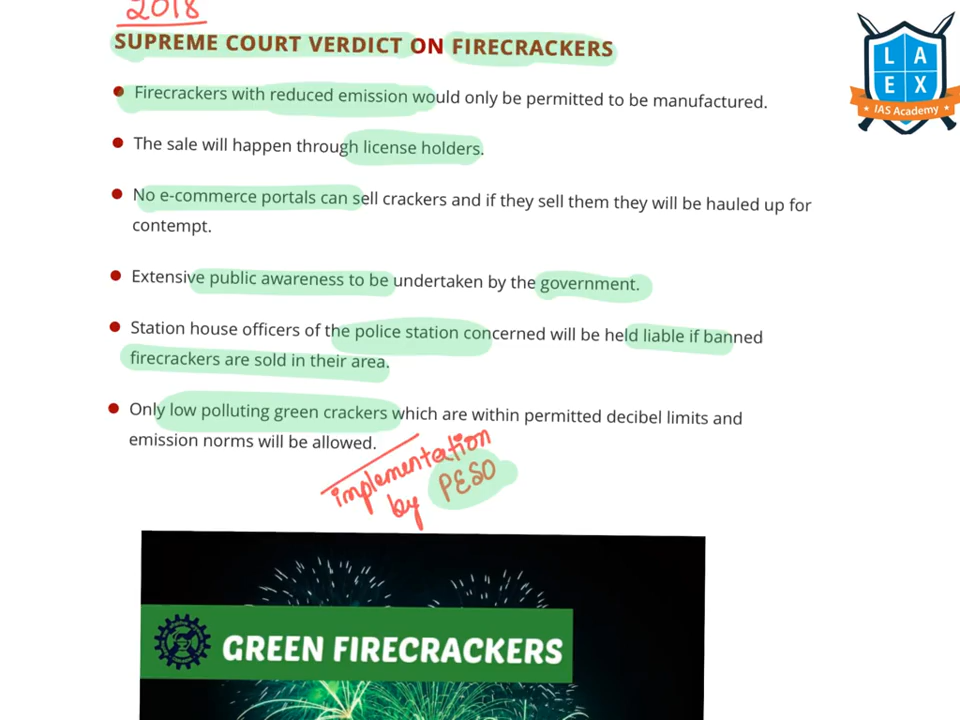 2018
SUPREME COURT VERDICT ON FIRECRACKERS
Firecrackers with reduced emission would only be permitted to be manufactured.
The sale will happen through license holders.
No e-commerce portals can sell crackers and if they sell them they will be hauled up for
contempt.
Extensive public awareness to be undertaken by the government.
Station house officers of the police station concerned will be held liable if banned
firecrackers are sold in their area.
Only low polluting green crackers which are within permitted decibel limits and
emission norms will be allowed.
implementation
by PESO
GREEN FIRECRACKERS
L A
E X
IAS Academy